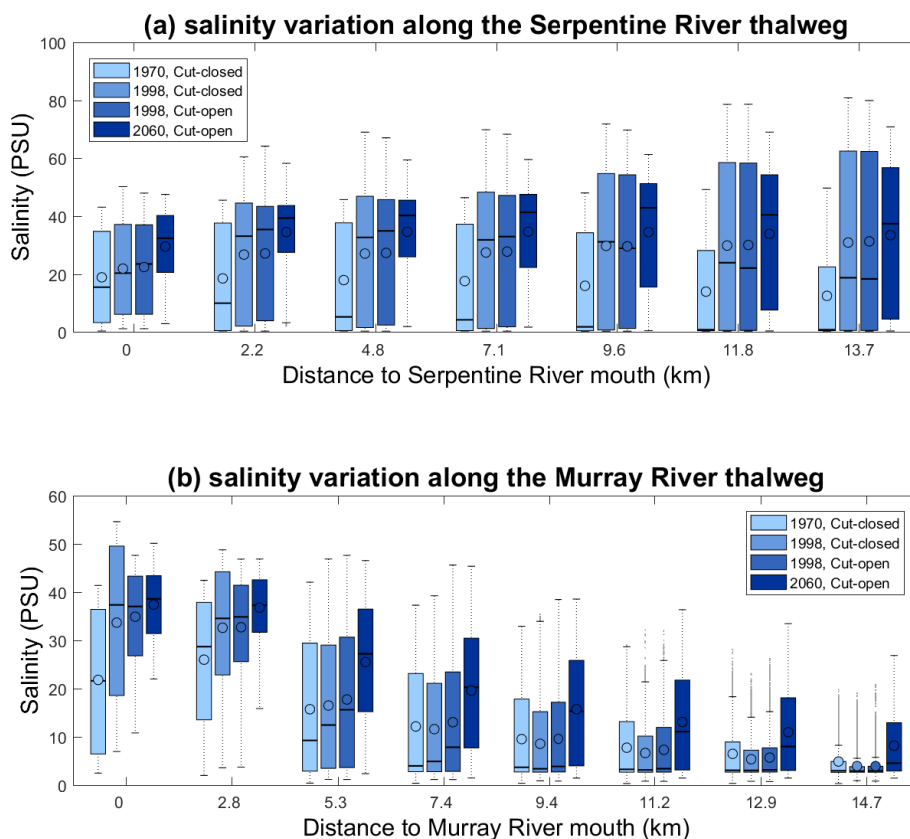 (a) salinity variation along the Serpentine River thalweg
100
80
60
40
20
0
Salinity (PSU)
1970, Cut-closed
1998, Cut-closed
1998, Cut-open
2060, Cut-open
0 2.2 4.8 7.1 9.6 11.8 13.7
Distance to Serpentine River mouth (km)
(b) salinity variation along the Murray River thalweg
60
50
40
30
20
10
0
Salinity (PSU)
1970, Cut-closed
1998, Cut-closed
1998, Cut-open
2060, Cut-open
0 2.8 5.3 7.4 9.4 11.2 12.9 14.7
Distance to Murray River mouth (km)